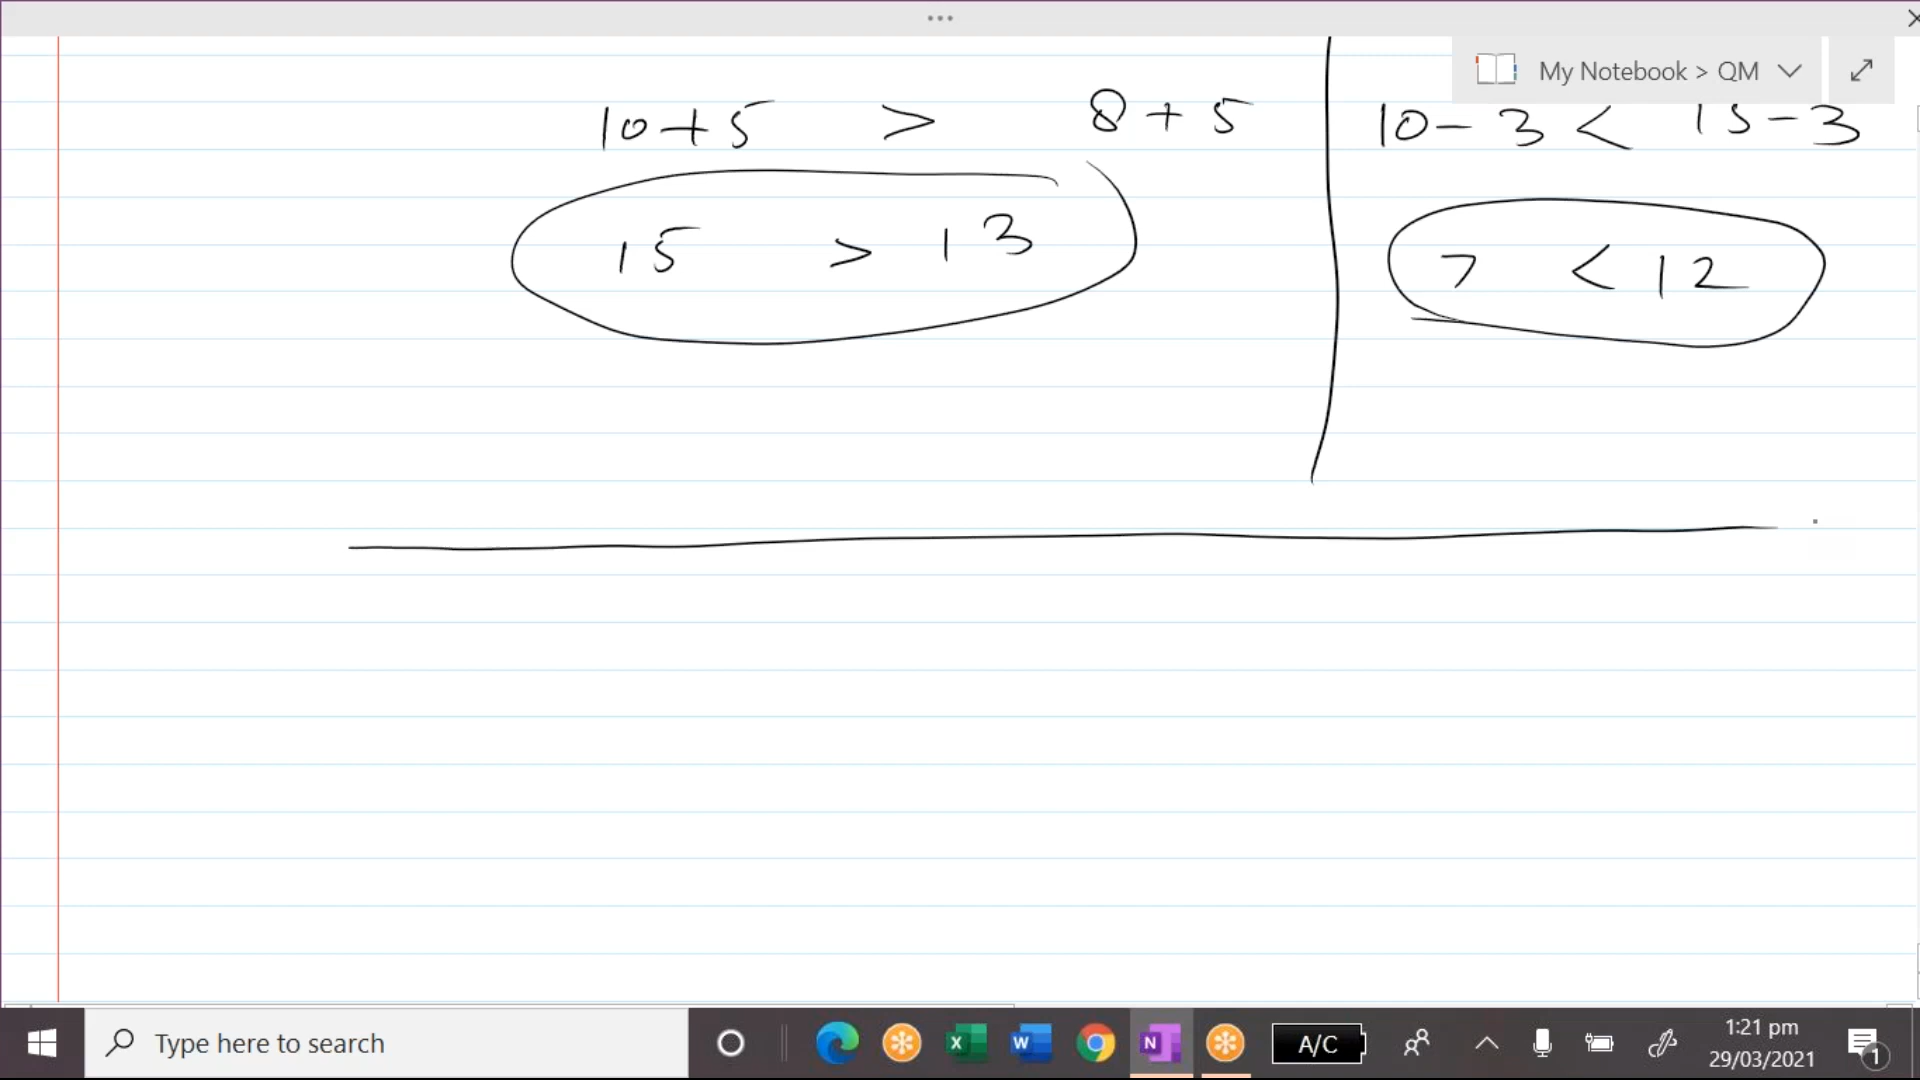 ...
My Notebook > QM
10 + 5 > 8 + 5
10 - 3 < 15 - 3
15 > 13
7 < 12
Type here to search
A/C
1:21 pm
29/03/2021
1